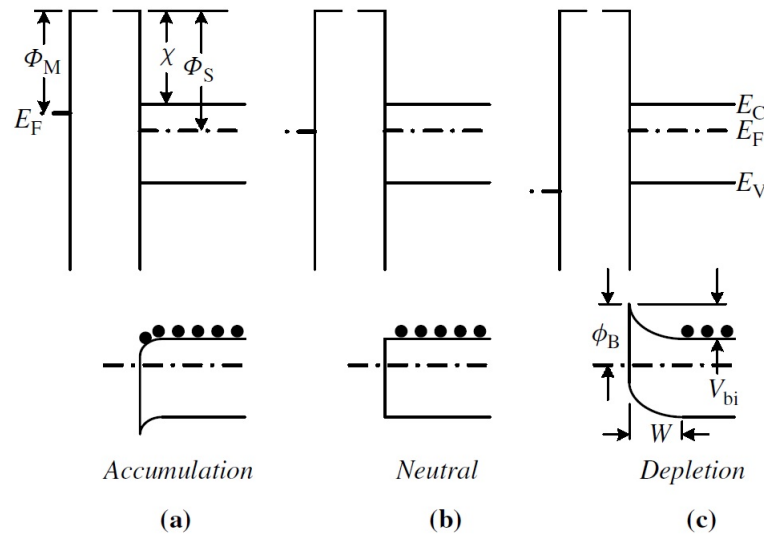 Φ_M
χ
Φ_S
E_F
E_C
E_F
E_V
ϕ_B
V_bi
W
Accumulation Neutral Depletion
(a) (b) (c)